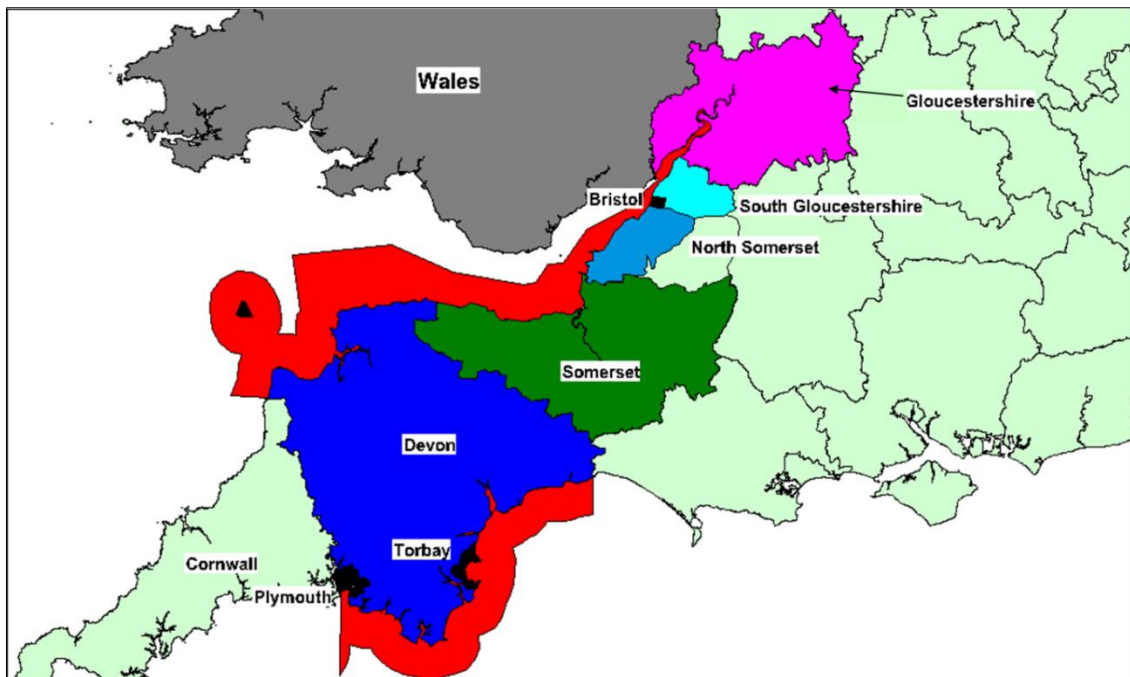 Wales
Gloucestershire
Bristol
South Gloucestershire
North Somerset
Somerset
Devon
Torbay
Cornwall
Plymouth